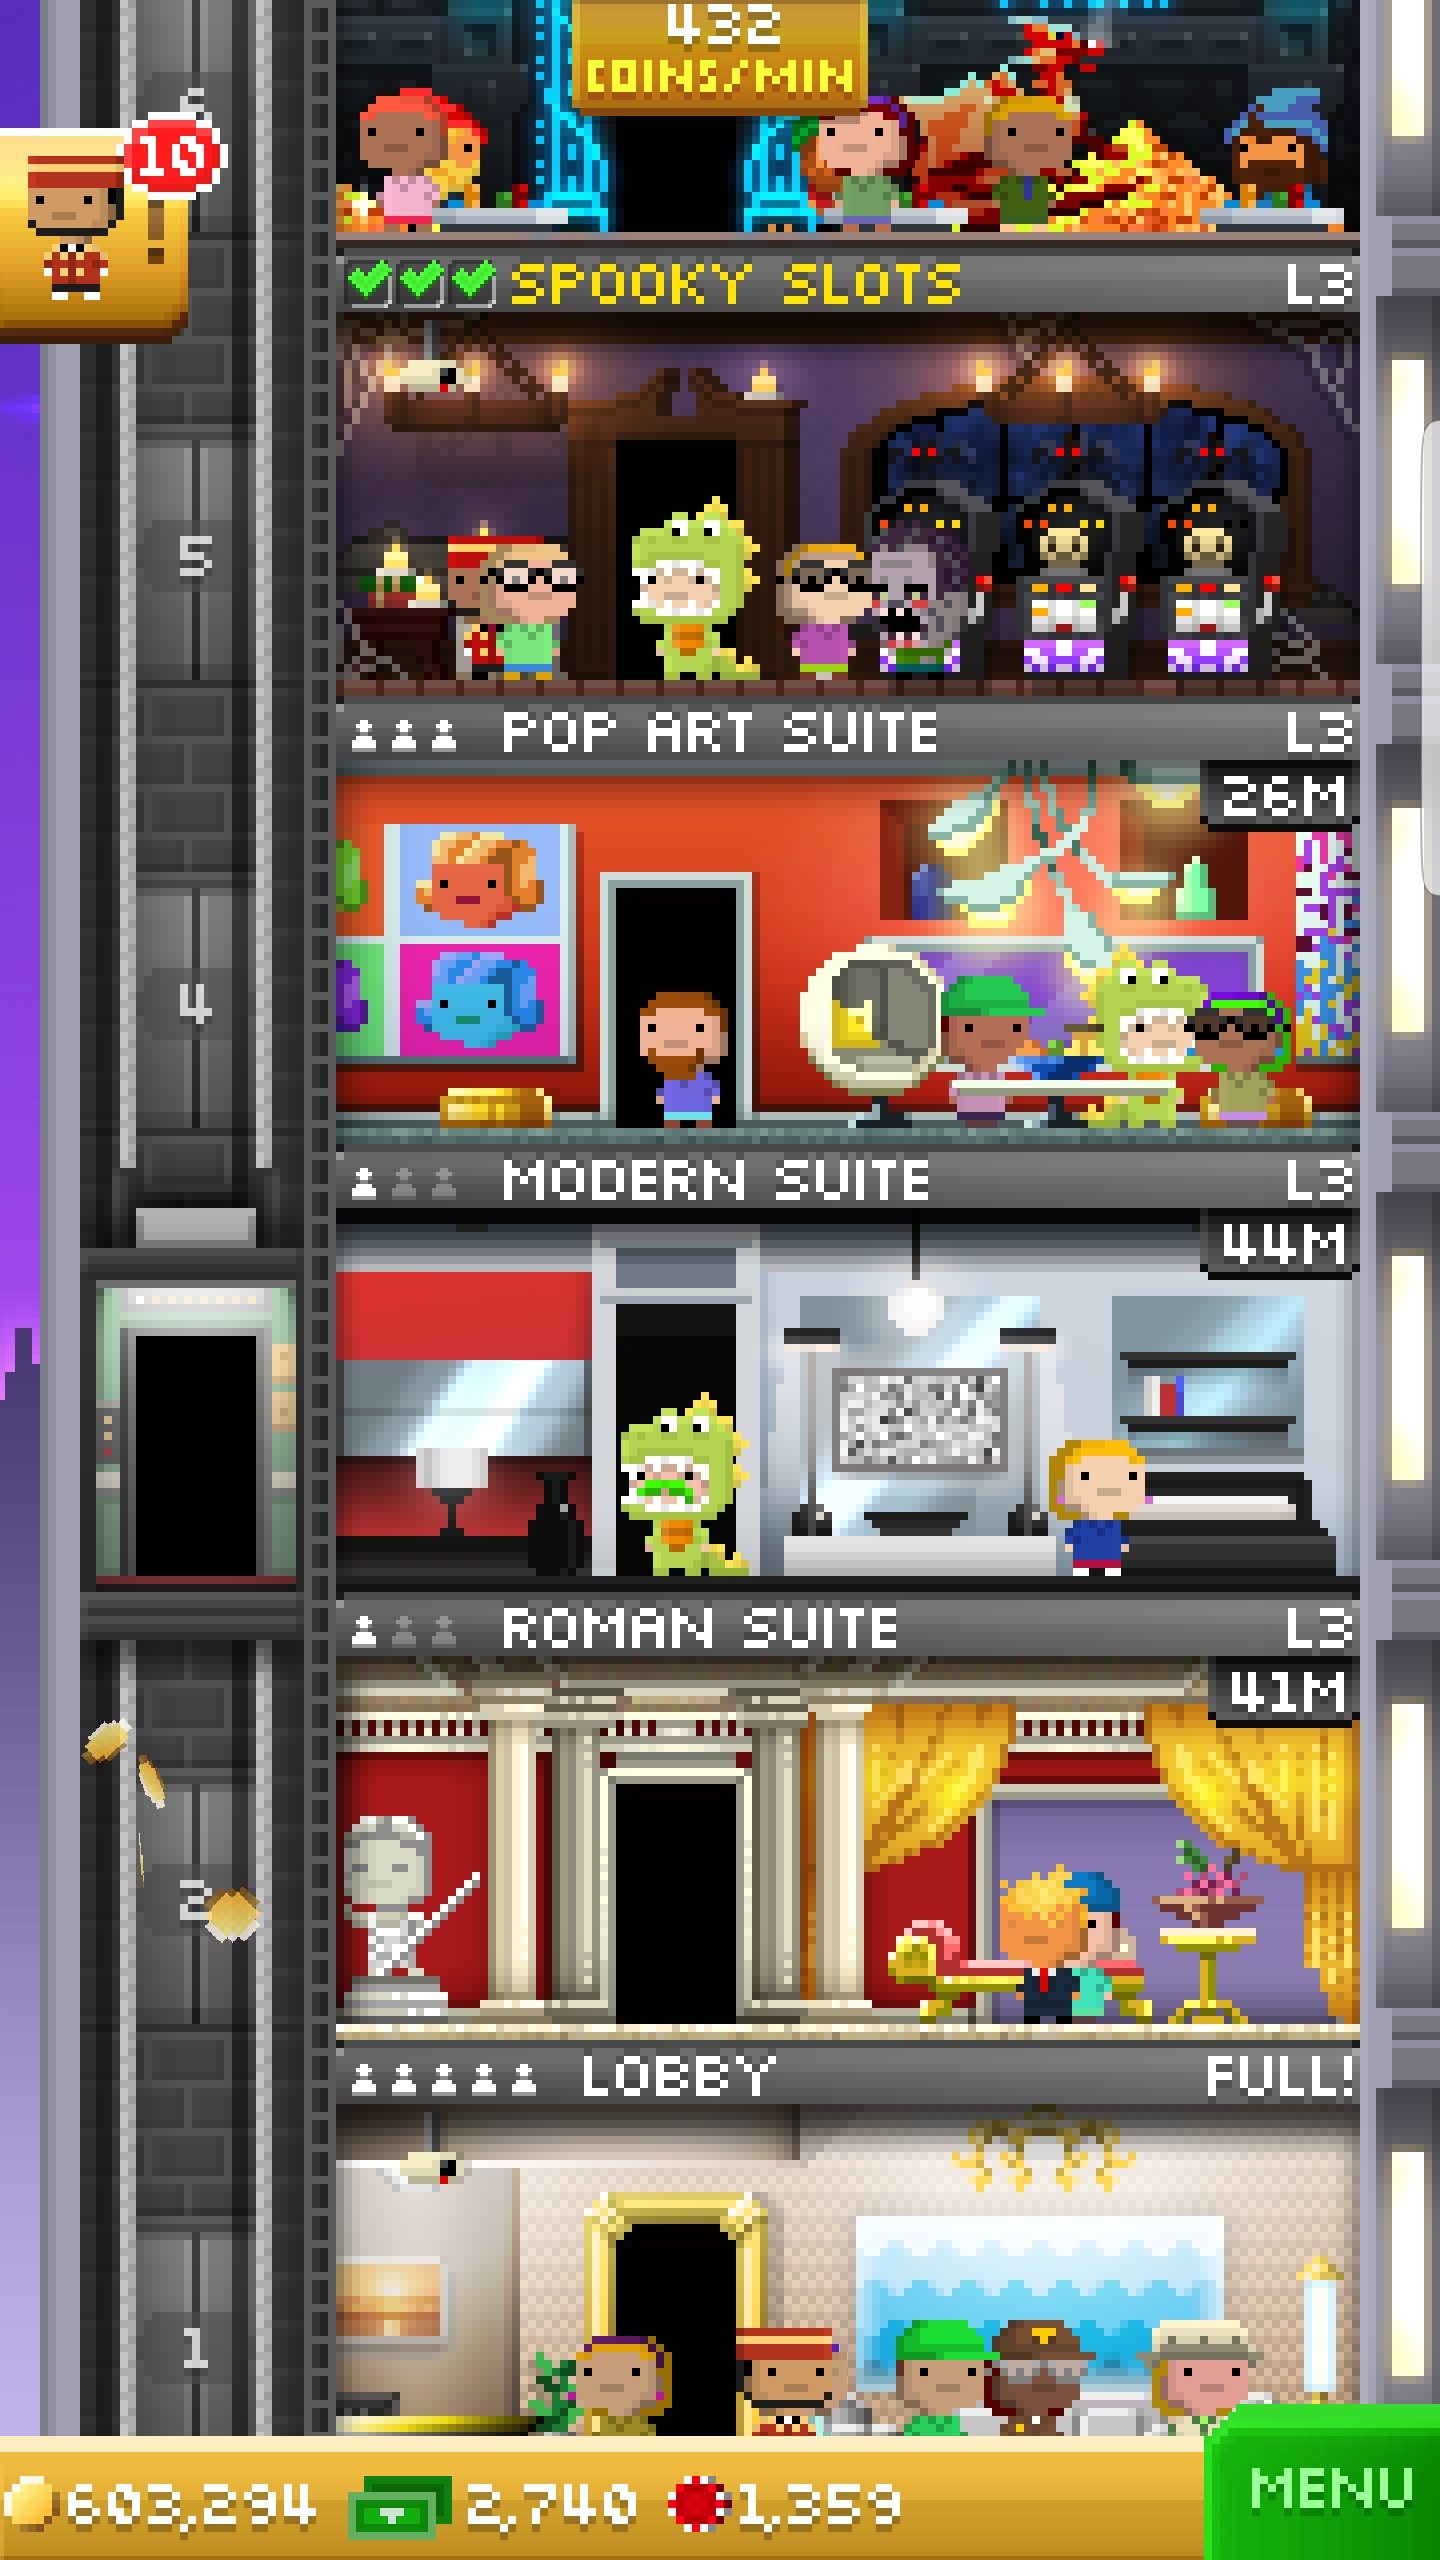 432
COINS/MIN
10
SPOOKY SLOTS L3
5
POP ART SUITE L3
26M
4
MODERN SUITE L3
44M
ROMAN SUITE L3
41M
2
LOBBY FULL!
1
603,294 2,740 1,359
MENU